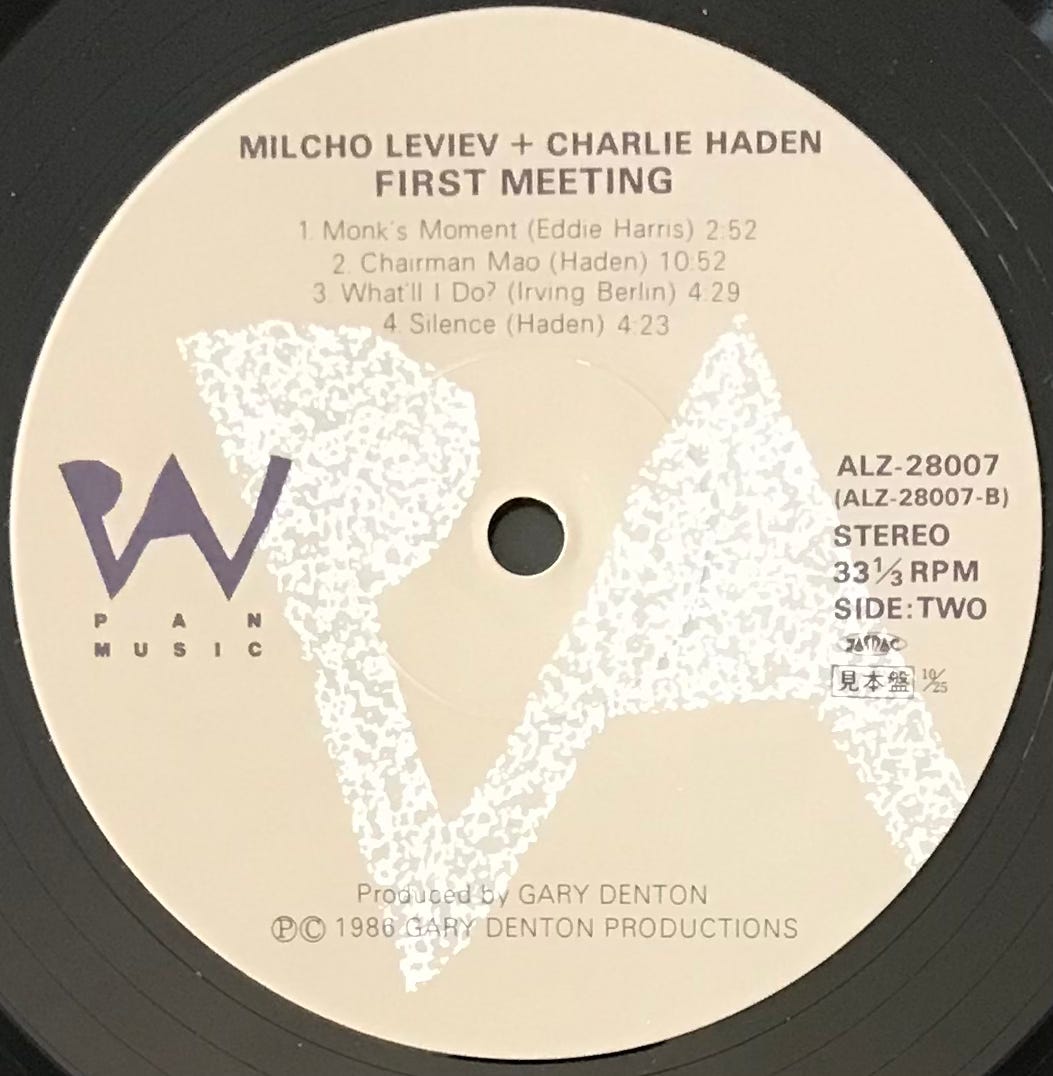 MILCHO LEVIEV + CHARLIE HADEN
FIRST MEETING
1. Monk's Moment (Eddie Harris) 2:52
2. Chairman Mao (Haden) 10:52
3. What'll I Do? (Irving Berlin) 4:29
4. Silence (Haden) 4:23
PAN
PAN
MUSIC
ALZ-28007
(ALZ-28007-B)
STEREO
33⅓ RPM
SIDE: TWO
JASRAC
見本盤 10/25
Produced by GARY DENTON
ⓅⒸ 1986 GARY DENTON PRODUCTIONS